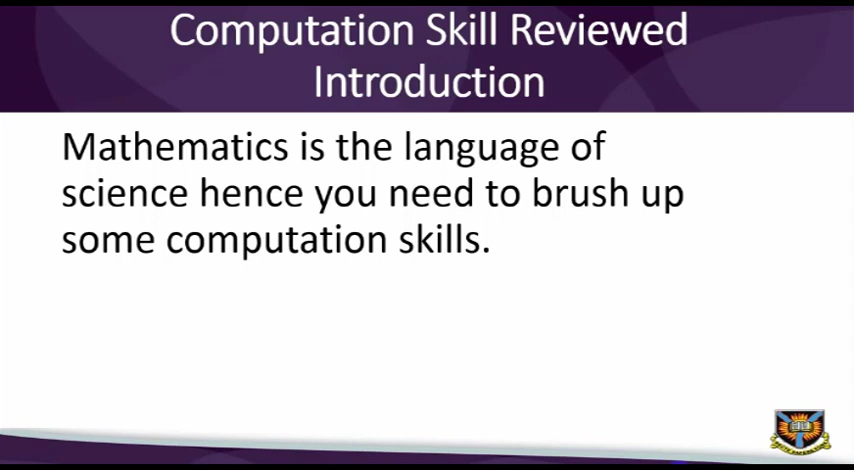 Computation Skill Reviewed
Introduction
Mathematics is the language of
science hence you need to brush up
some computation skills.